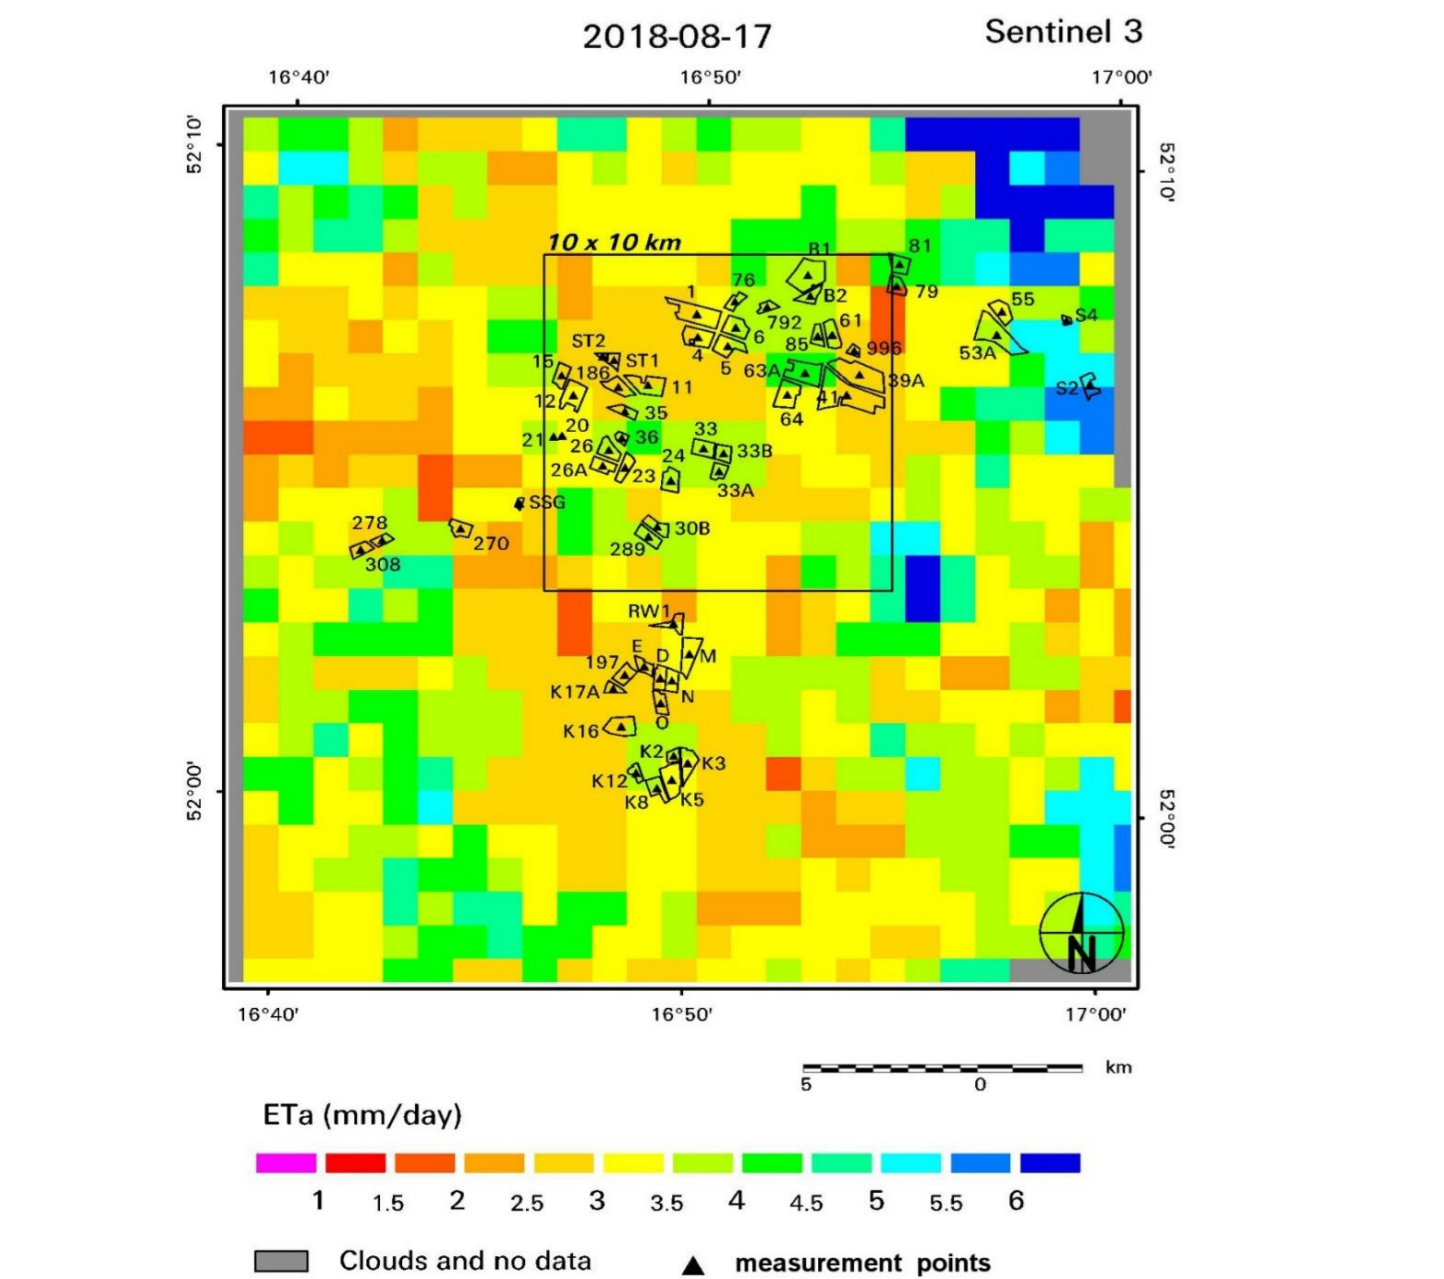 2018-08-17 Sentinel 3
16°40' 16°50' 17°00'
52°10' 52°10'
10 x 10 km
B1 81
76
1 B2 79
792 55
6 61 S4
ST2 85
4 996 53A
15 ST1 5 63A
186 11 39A S2
12 41
35 64
20 33
21 36
26 24 33B
26A 23
33A
SSG
278 30B
270
289
308
RW1
E D M
197
K17A N
O
K16
K2 K3
K12
K8 K5
52°00' 52°00'
N
16°40' 16°50' 17°00'
km
5 0
ETa (mm/day)
1 1.5 2 2.5 3 3.5 4 4.5 5 5.5 6
Clouds and no data measurement points